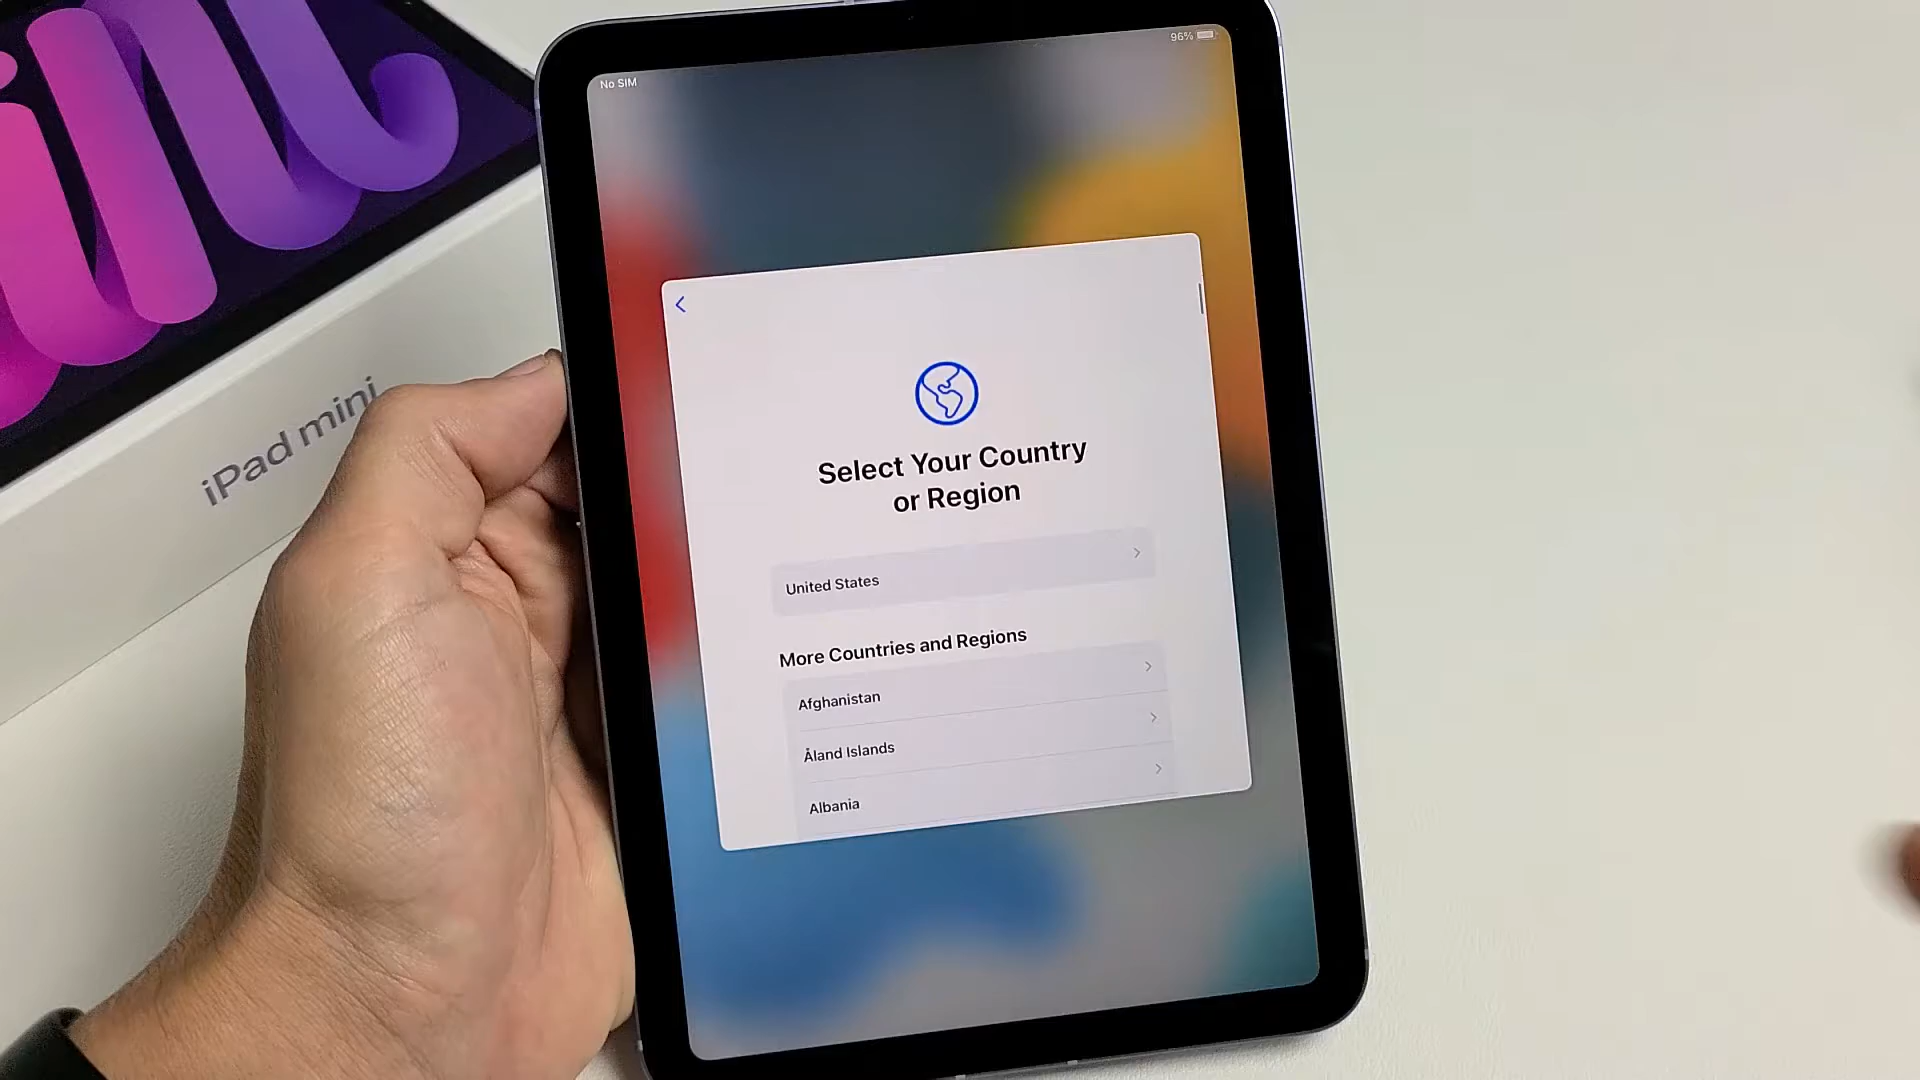 No SIM
96%
iPad mini
Select Your Country
or Region
United States
More Countries and Regions
Afghanistan
Åland Islands
Albania